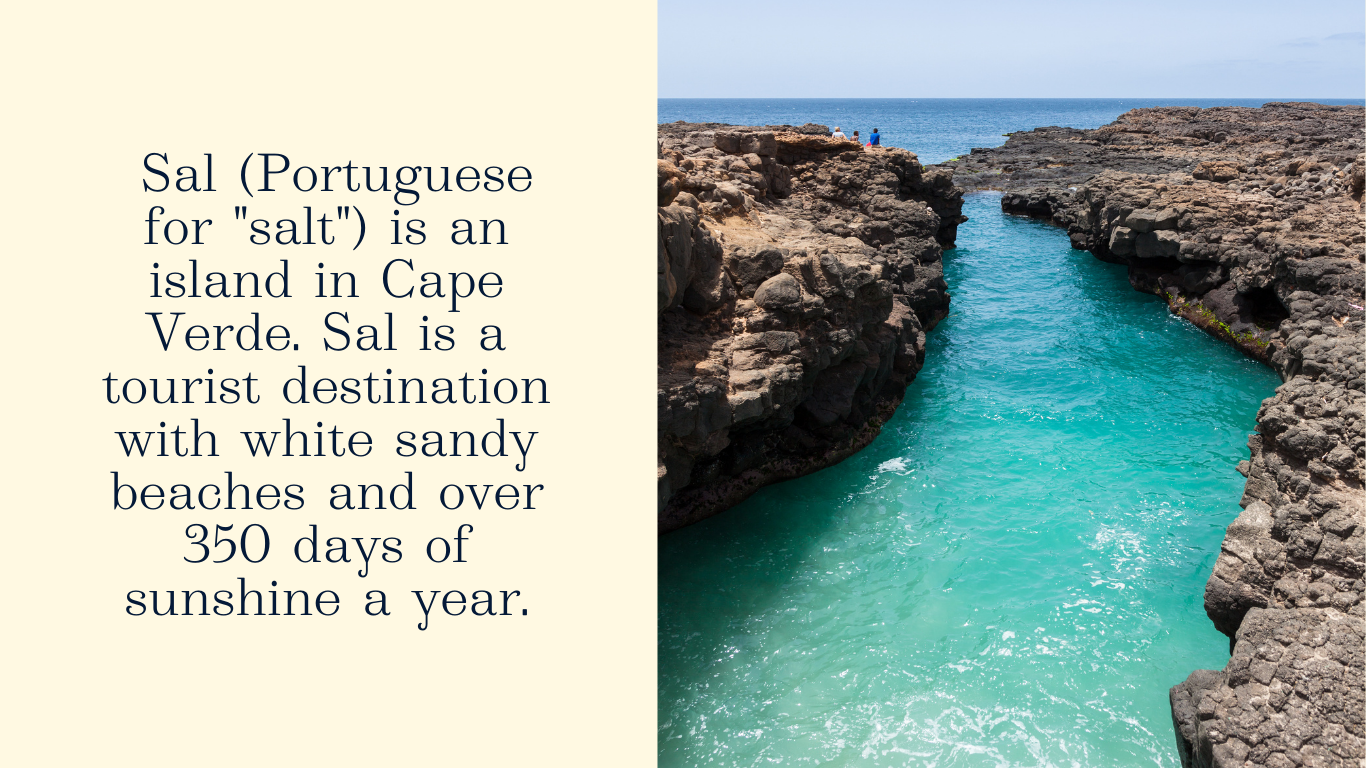 Sal (Portuguese
for "salt") is an
island in Cape
Verde. Sal is a
tourist destination
with white sandy
beaches and over
350 days of
sunshine a year.